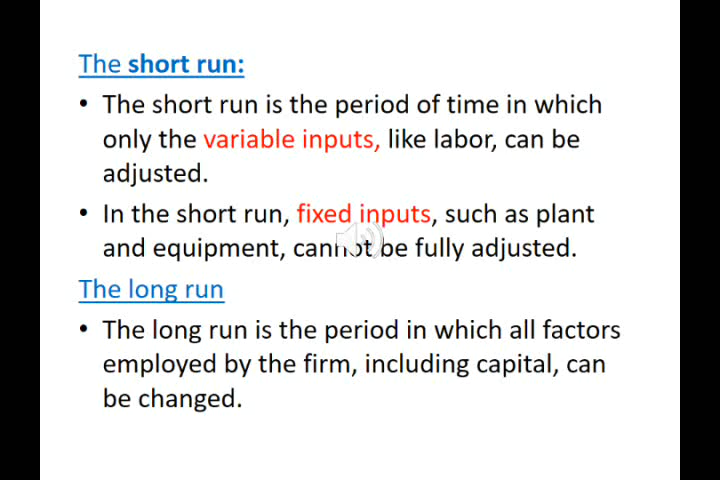 The short run:
• The short run is the period of time in which
only the variable inputs, like labor, can be
adjusted.
• In the short run, fixed inputs, such as plant
and equipment, cannot be fully adjusted.
The long run
• The long run is the period in which all factors
employed by the firm, including capital, can
be changed.